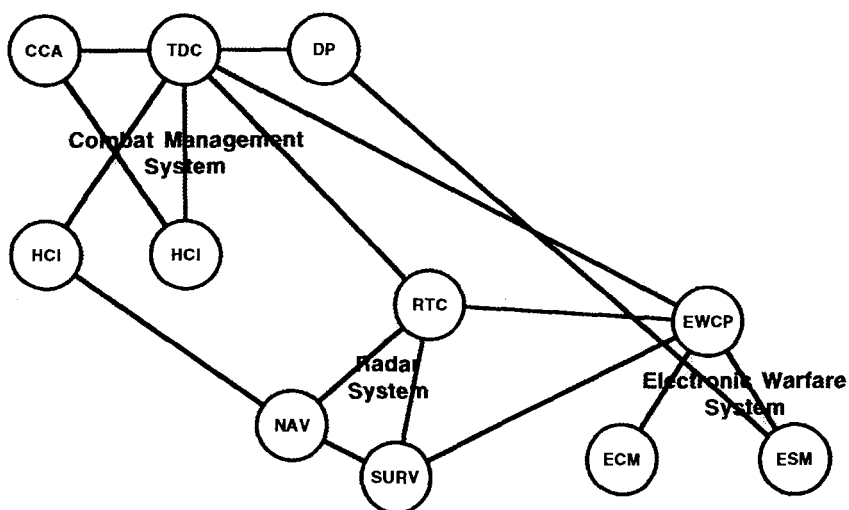 CCA
TDC
DP
Combat Management
System
HCI
HCI
RTC
EWCP
Radar
System
Electronic Warfare
System
NAV
SURV
ECM
ESM